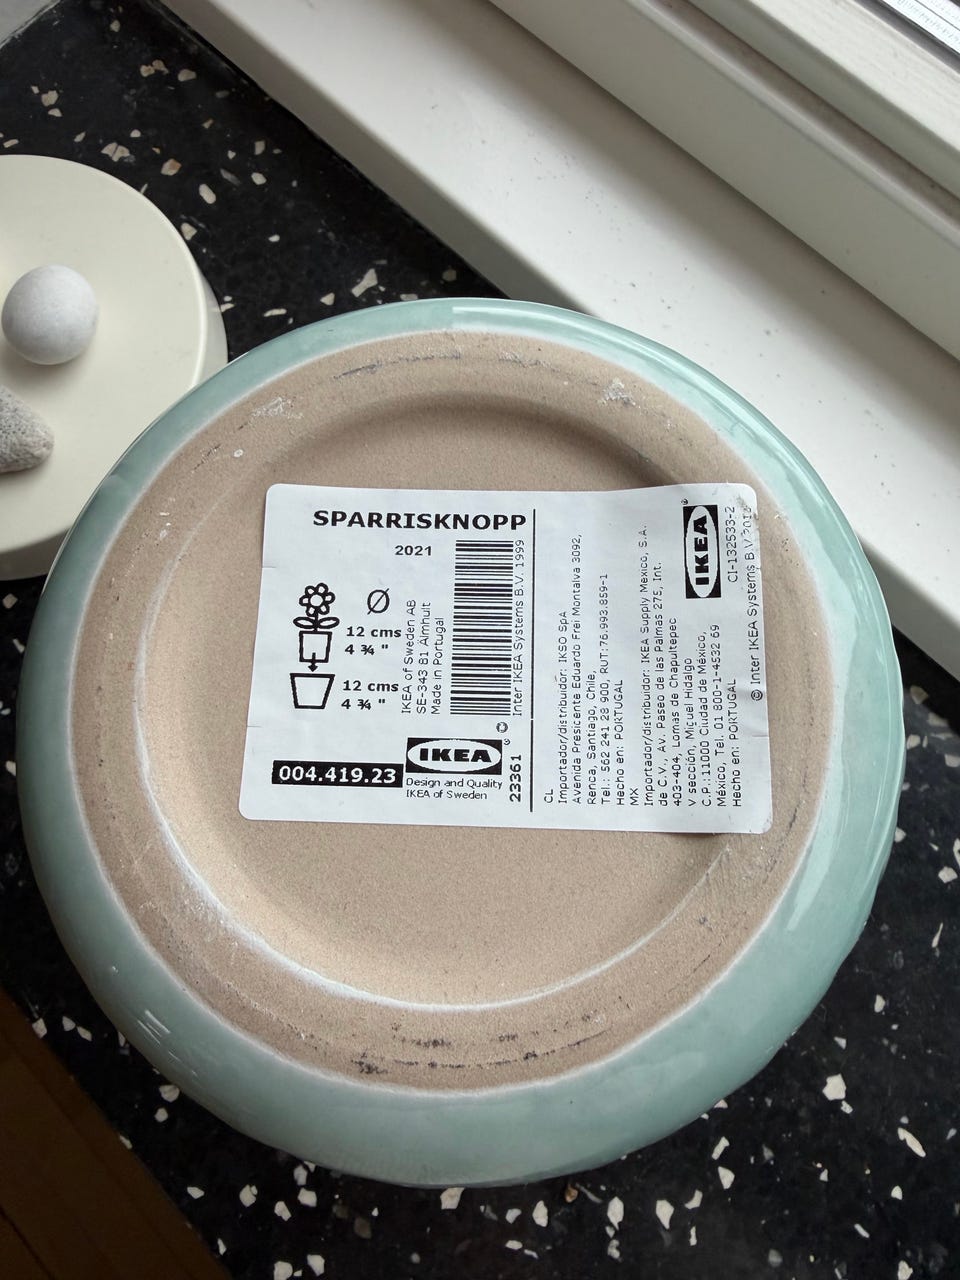 SPARRISKNOPP
2021
Ø
12 cms
4 ¾ "
12 cms
4 ¾ "
IKEA of Sweden AB
SE-343 81 Älmhult
Made in Portugal
Inter IKEA Systems B.V. 1999
©
004.419.23
IKEA®
Design and Quality
IKEA of Sweden
23361
CL
Importador/distribuidor: IKSO SpA
Avenida Presicente Eduardo Frei Montalva 3092,
Renca, Santiago, Chile,
Tel.: 562 241 28 900, RUT:76.993.859-1
Hecho en: PORTUGAL
MX
Importador/distribuidor: IKEA Supply Mexico, S.A.
de C.V., Av. Paseo de las Palmas 275, Int.
403-404, Lomas de Chapultepec
V sección, Miguel Hidalgo
C.P.:11000 Ciudad de México,
México, Tel. 01 800-1-4532 69
Hecho en: PORTUGAL
IKEA®
CI-132533-2
© Inter IKEA Systems B.V.